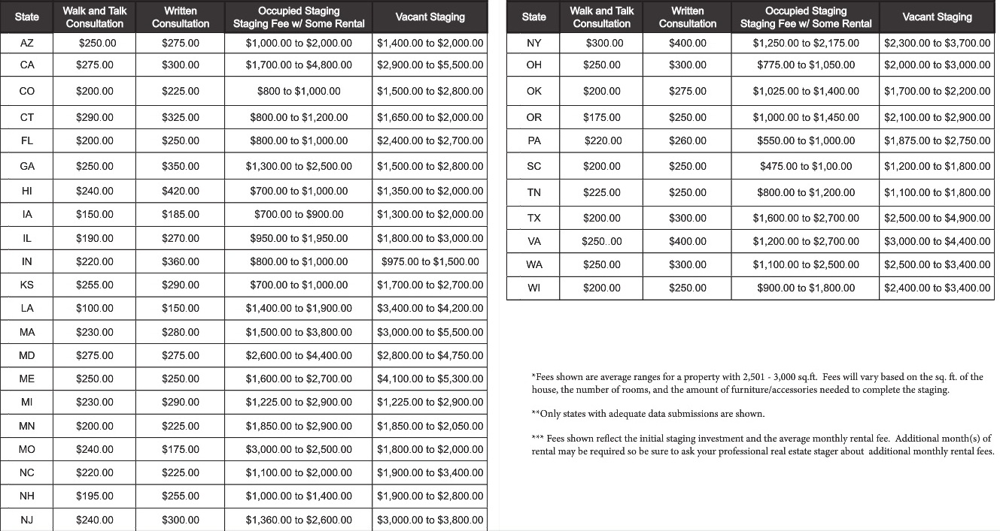 State Walk and Talk Consultation Written Consultation Occupied Staging Staging Fee w/ Some Rental Vacant Staging
AZ $250.00 $275.00 $1,000.00 to $2,000.00 $1,400.00 to $2,000.00
CA $275.00 $300.00 $1,700.00 to $4,800.00 $2,900.00 to $5,500.00
CO $200.00 $225.00 $800 to $1,000.00 $1,500.00 to $2,800.00
CT $290.00 $325.00 $800.00 to $1,200.00 $1,650.00 to $2,000.00
FL $200.00 $250.00 $800.00 to $1,000.00 $2,400.00 to $2,700.00
GA $250.00 $350.00 $1,300.00 to $2,500.00 $1,500.00 to $2,800.00
HI $240.00 $420.00 $700.00 to $1,000.00 $1,350.00 to $2,000.00
IA $150.00 $185.00 $700.00 to $900.00 $1,300.00 to $2,000.00
IL $190.00 $270.00 $950.00 to $1,950.00 $1,800.00 to $3,000.00
IN $220.00 $360.00 $800.00 to $1,000.00 $975.00 to $1,500.00
KS $255.00 $290.00 $700.00 to $1,000.00 $1,700.00 to $2,700.00
LA $100.00 $150.00 $1,400.00 to $1,900.00 $3,400.00 to $4,200.00
MA $230.00 $280.00 $1,500.00 to $3,800.00 $3,000.00 to $5,500.00
MD $275.00 $275.00 $2,600.00 to $4,400.00 $2,800.00 to $4,750.00
ME $250.00 $250.00 $1,600.00 to $2,700.00 $4,100.00 to $5,300.00
MI $230.00 $290.00 $1,225.00 to $2,900.00 $1,225.00 to $2,900.00
MN $200.00 $225.00 $1,850.00 to $2,900.00 $1,850.00 to $2,050.00
MO $240.00 $175.00 $3,000.00 to $2,500.00 $1,800.00 to $2,000.00
NC $220.00 $225.00 $1,100.00 to $2,000.00 $1,900.00 to $3,400.00
NH $195.00 $255.00 $1,000.00 to $1,400.00 $1,900.00 to $2,800.00
NJ $240.00 $300.00 $1,360.00 to $2,600.00 $3,000.00 to $3,800.00
State Walk and Talk Consultation Written Consultation Occupied Staging Staging Fee w/ Some Rental Vacant Staging
NY $300.00 $400.00 $1,250.00 to $2,175.00 $2,300.00 to $3,700.00
OH $250.00 $300.00 $775.00 to $1,050.00 $2,000.00 to $3,000.00
OK $200.00 $275.00 $1,025.00 to $1,400.00 $1,700.00 to $2,200.00
OR $175.00 $250.00 $1,000.00 to $1,450.00 $2,100.00 to $2,900.00
PA $220.00 $260.00 $550.00 to $1,000.00 $1,875.00 to $2,750.00
SC $200.00 $250.00 $475.00 to $1,00.00 $1,200.00 to $1,800.00
TN $225.00 $250.00 $800.00 to $1,200.00 $1,100.00 to $1,800.00
TX $200.00 $300.00 $1,600.00 to $2,700.00 $2,500.00 to $4,900.00
VA $250..00 $400.00 $1,200.00 to $2,700.00 $3,000.00 to $4,400.00
WA $250.00 $300.00 $1,100.00 to $2,500.00 $2,500.00 to $3,400.00
WI $200.00 $250.00 $900.00 to $1,800.00 $2,400.00 to $3,400.00
*Fees shown are average ranges for a property with 2,501 - 3,000 sq.ft. Fees will vary based on the sq. ft. of the
house, the number of rooms, and the amount of furniture/accessories needed to complete the staging.
**Only states with adequate data submissions are shown.
*** Fees shown reflect the initial staging investment and the average monthly rental fee. Additional month(s) of
rental may be required so be sure to ask your professional real estate stager about additional monthly rental fees.